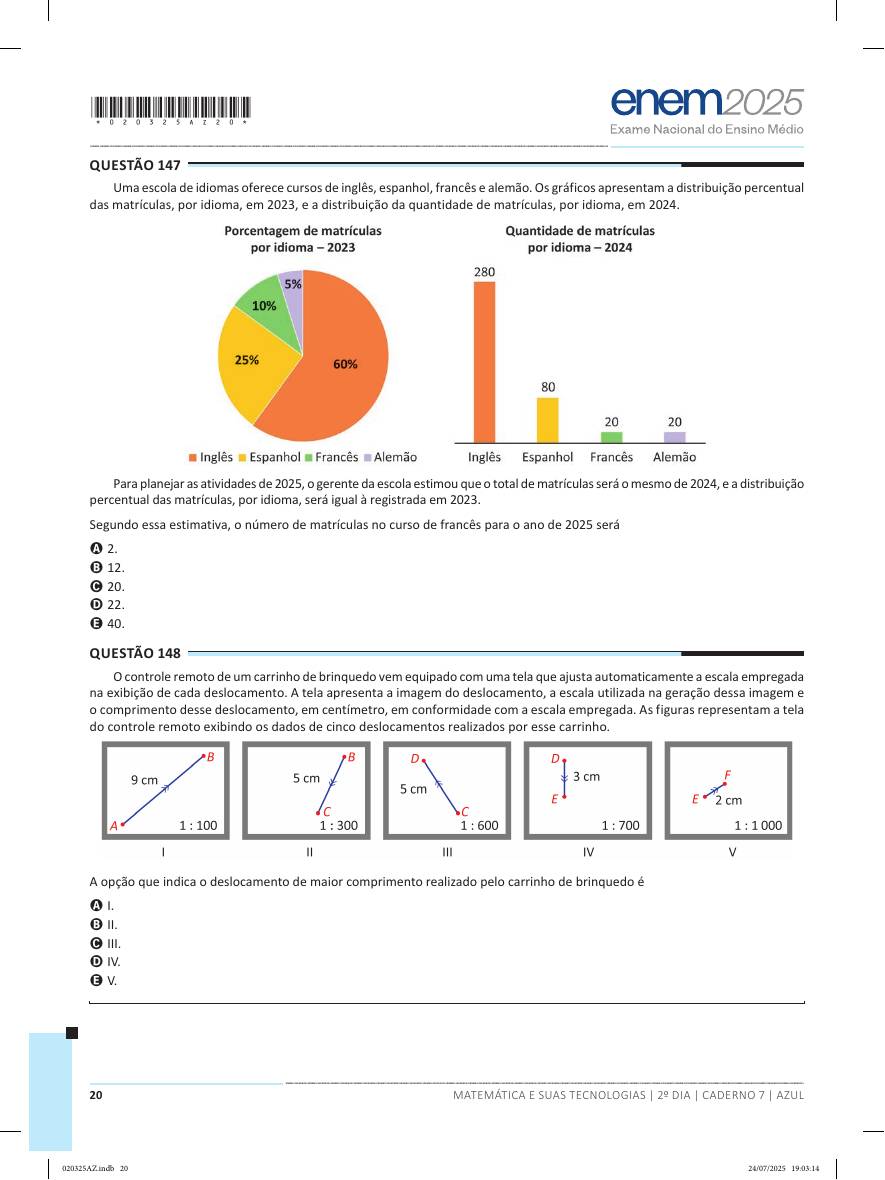 *020325AZ20*
enem2025
Exame Nacional do Ensino Médio
QUESTÃO 147
Uma escola de idiomas oferece cursos de inglês, espanhol, francês e alemão. Os gráficos apresentam a distribuição percentual
das matrículas, por idioma, em 2023, e a distribuição da quantidade de matrículas, por idioma, em 2024.
Porcentagem de matrículas
por idioma – 2023
5%
10%
25%
60%
Inglês Espanhol Francês Alemão
Quantidade de matrículas
por idioma – 2024
280
80
20 20
Inglês Espanhol Francês Alemão
Para planejar as atividades de 2025, o gerente da escola estimou que o total de matrículas será o mesmo de 2024, e a distribuição
percentual das matrículas, por idioma, será igual à registrada em 2023.
Segundo essa estimativa, o número de matrículas no curso de francês para o ano de 2025 será
A 2.
B 12.
C 20.
D 22.
E 40.
QUESTÃO 148
O controle remoto de um carrinho de brinquedo vem equipado com uma tela que ajusta automaticamente a escala empregada
na exibição de cada deslocamento. A tela apresenta a imagem do deslocamento, a escala utilizada na geração dessa imagem e
o comprimento desse deslocamento, em centímetro, em conformidade com a escala empregada. As figuras representam a tela
do controle remoto exibindo os dados de cinco deslocamentos realizados por esse carrinho.
B
9 cm
A
1 : 100
I
B
5 cm
C
1 : 300
II
D
5 cm
C
1 : 600
III
D
3 cm
E
1 : 700
IV
F
E 2 cm
1 : 1 000
V
A opção que indica o deslocamento de maior comprimento realizado pelo carrinho de brinquedo é
A I.
B II.
C III.
D IV.
E V.
20
MATEMÁTICA E SUAS TECNOLOGIAS | 2º DIA | CADERNO 7 | AZUL
020325AZ.indb 20
24/07/2025 19:03:14